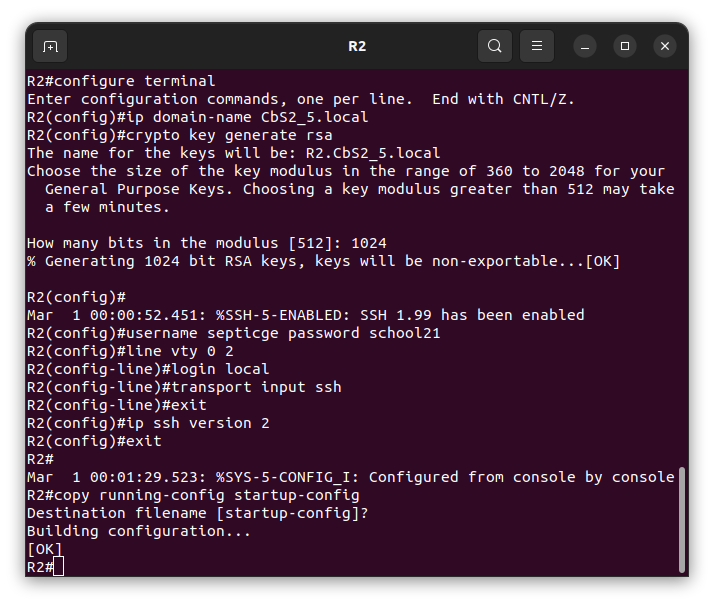 R2
R2#configure terminal
Enter configuration commands, one per line.  End with CNTL/Z.
R2(config)#ip domain-name CbS2_5.local
R2(config)#crypto key generate rsa
The name for the keys will be: R2.CbS2_5.local
Choose the size of the key modulus in the range of 360 to 2048 for your
  General Purpose Keys. Choosing a key modulus greater than 512 may take
  a few minutes.
How many bits in the modulus [512]: 1024
% Generating 1024 bit RSA keys, keys will be non-exportable...[OK]
R2(config)#
Mar  1 00:00:52.451: %SSH-5-ENABLED: SSH 1.99 has been enabled
R2(config)#username septicge password school21
R2(config)#line vty 0 2
R2(config-line)#login local
R2(config-line)#transport input ssh
R2(config-line)#exit
R2(config)#ip ssh version 2
R2(config)#exit
R2#
Mar  1 00:01:29.523: %SYS-5-CONFIG_I: Configured from console by console
R2#copy running-config startup-config
Destination filename [startup-config]?
Building configuration...
[OK]
R2#